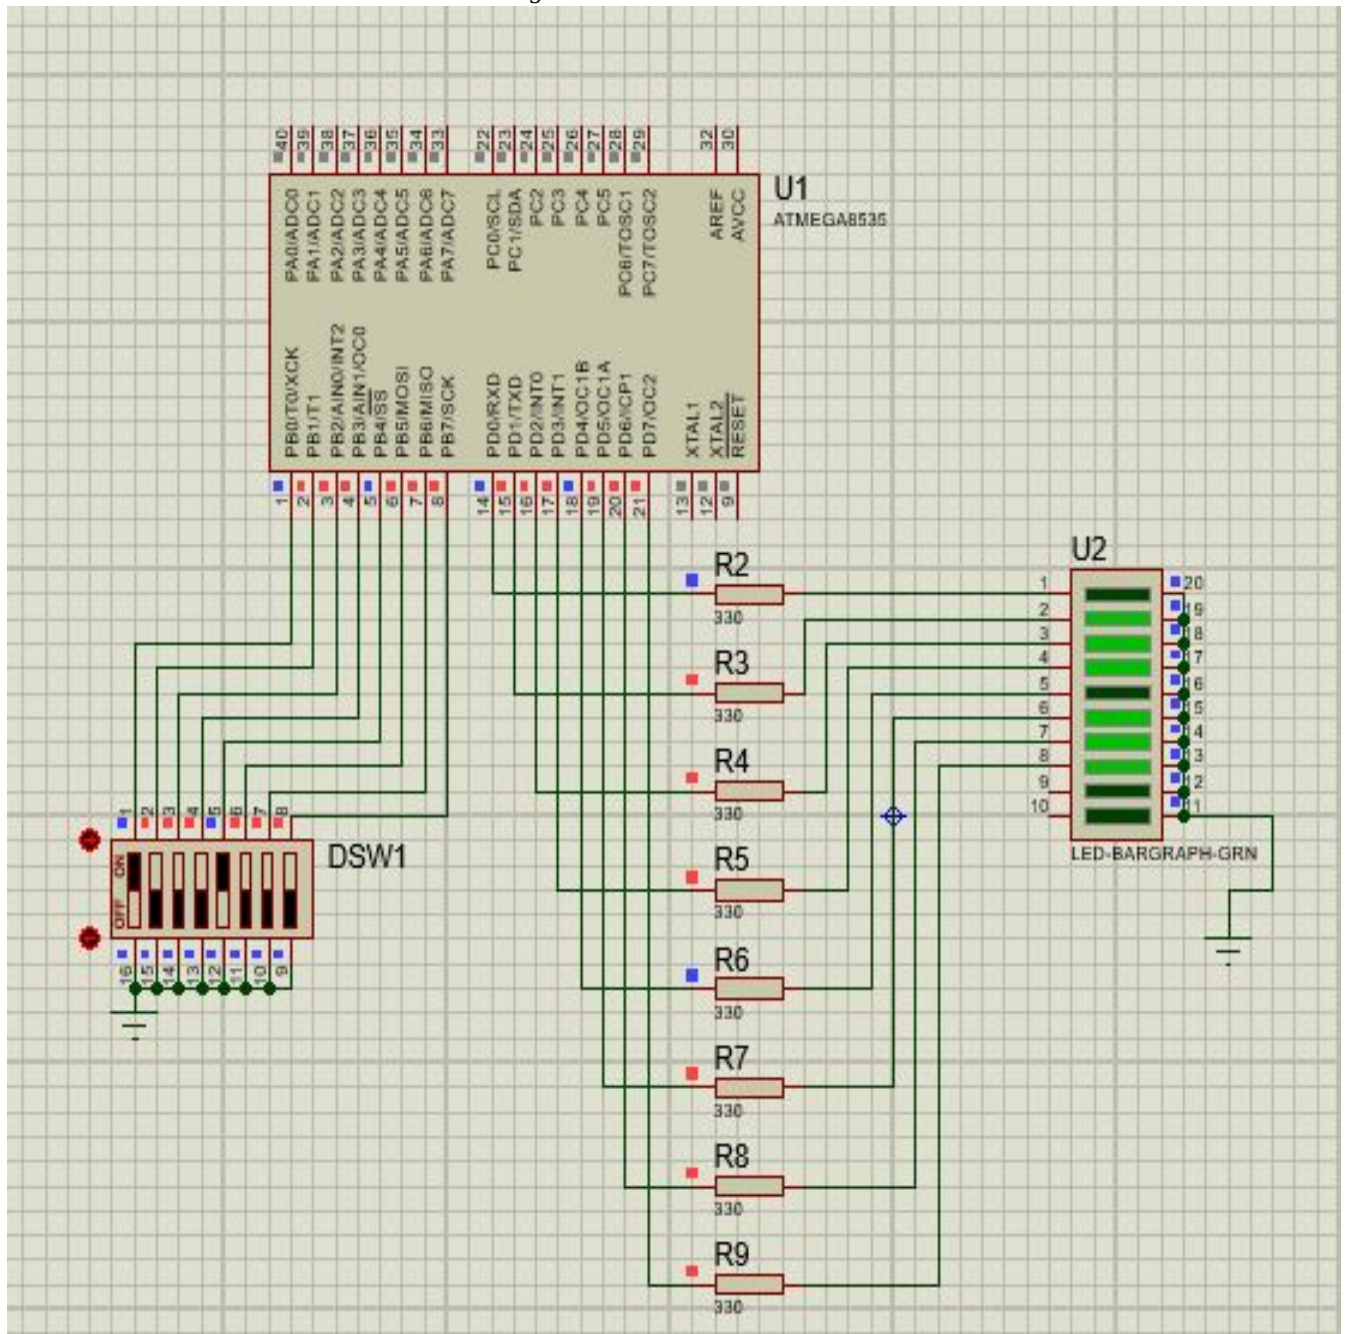 40 39 38 37 36 35 34 33 22 23 24 25 26 27 28 29 32 30
U1
ATMEGA8535
PA0/ADC0
PA1/ADC1
PA2/ADC2
PA3/ADC3
PA4/ADC4
PA5/ADC5
PA6/ADC6
PA7/ADC7
PC0/SCL
PC1/SDA
PC2
PC3
PC4
PC5
PC6/TOSC1
PC7/TOSC2
AREF
AVCC
PB0/T0/XCK
PB1/T1
PB2/AIN0/INT2
PB3/AIN1/OC0
PB4/SS
PB5/MOSI
PB6/MISO
PB7/SCK
PD0/RXD
PD1/TXD
PD2/INT0
PD3/INT1
PD4/OC1B
PD5/OC1A
PD6/ICP1
PD7/OC2
XTAL1
XTAL2
RESET
1 2 3 4 5 6 7 8 14 15 16 17 18 19 20 21 13 12 9
R2
330
R3
330
R4
330
R5
330
R6
330
R7
330
R8
330
R9
330
U2
1 20
2 19
3 18
4 17
5 16
6 15
7 14
8 13
9 12
10 11
LED-BARGRAPH-GRN
1 2 3 4 5 6 7 8
ON
OFF
DSW1
16 15 14 13 12 11 10 9